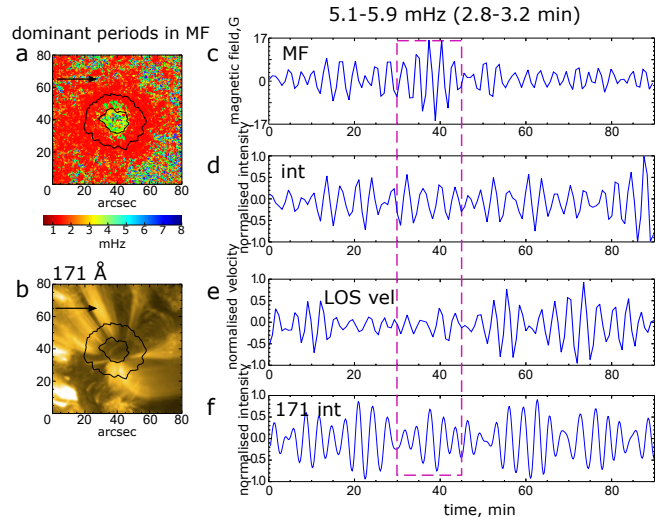 5.1-5.9 mHz (2.8-3.2 min)
dominant periods in MF
a
80
60
40
20
0
0 20 40 60 80
arcsec
1 2 3 4 5 6 7 8
mHz
171 Å
b
80
60
40
20
0
0 20 40 60 80
arcsec
c
MF
magnetic field,G
17
0
-17
0 20 40 60 80
d
int
normalised intensity
1.0
0.5
0.0
-0.5
-1.0
0 20 40 60 80
e
LOS vel
normalised velocity
1.0
0.5
0.0
-0.5
-1.0
0 20 40 60 80
f
171 int
normalised intensity
1.0
0.5
0.0
-0.5
-1.0
0 20 40 60 80
time, min